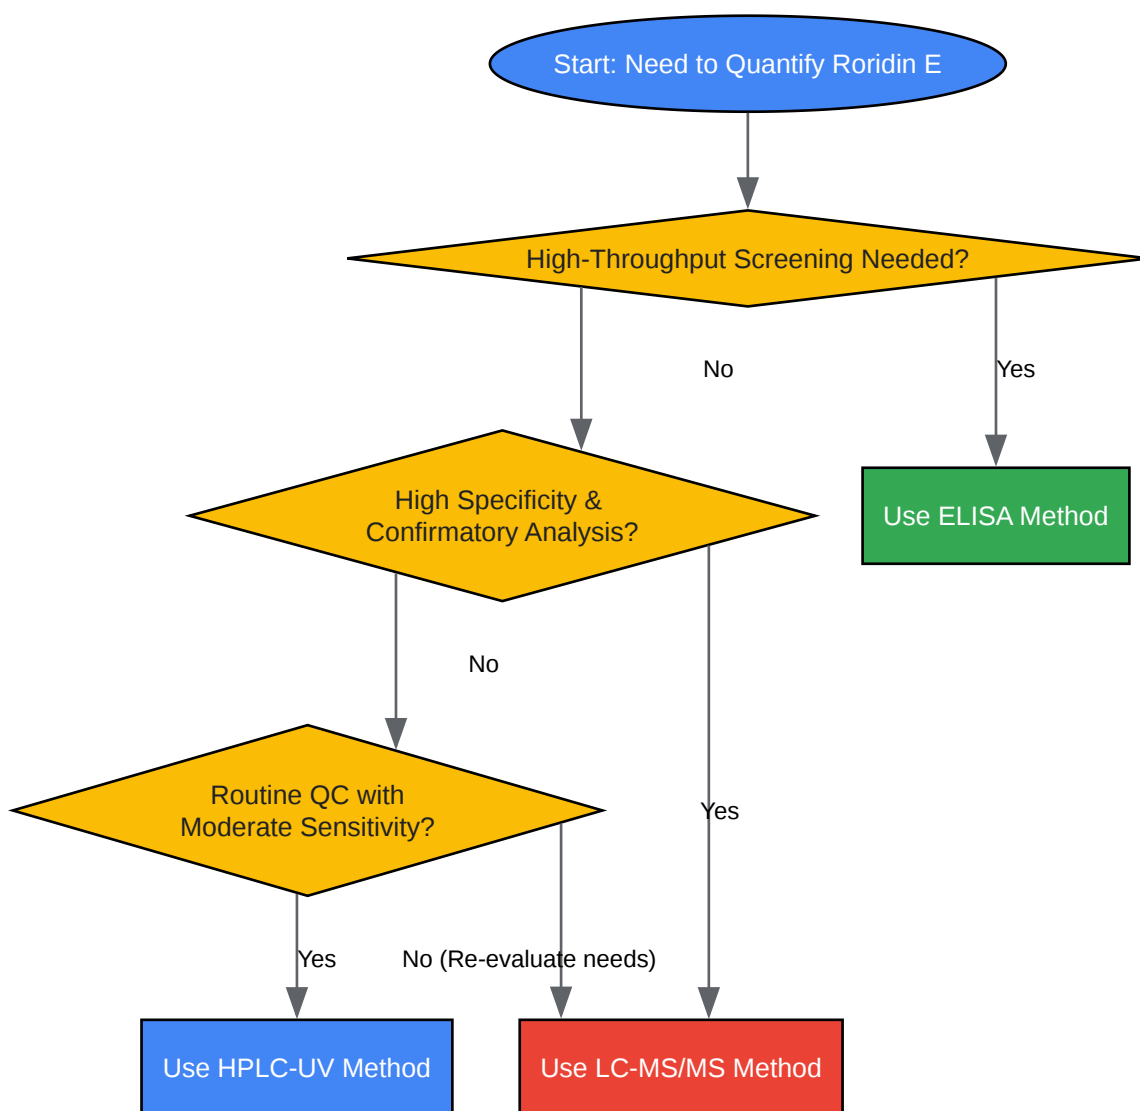 Start: Need to Quantify Roridin E
High-Throughput Screening Needed?
No
Yes
High Specificity &
Confirmatory Analysis?
Use ELISA Method
No
Routine QC with
Moderate Sensitivity?
Yes
Yes
No (Re-evaluate needs)
Use HPLC-UV Method
Use LC-MS/MS Method